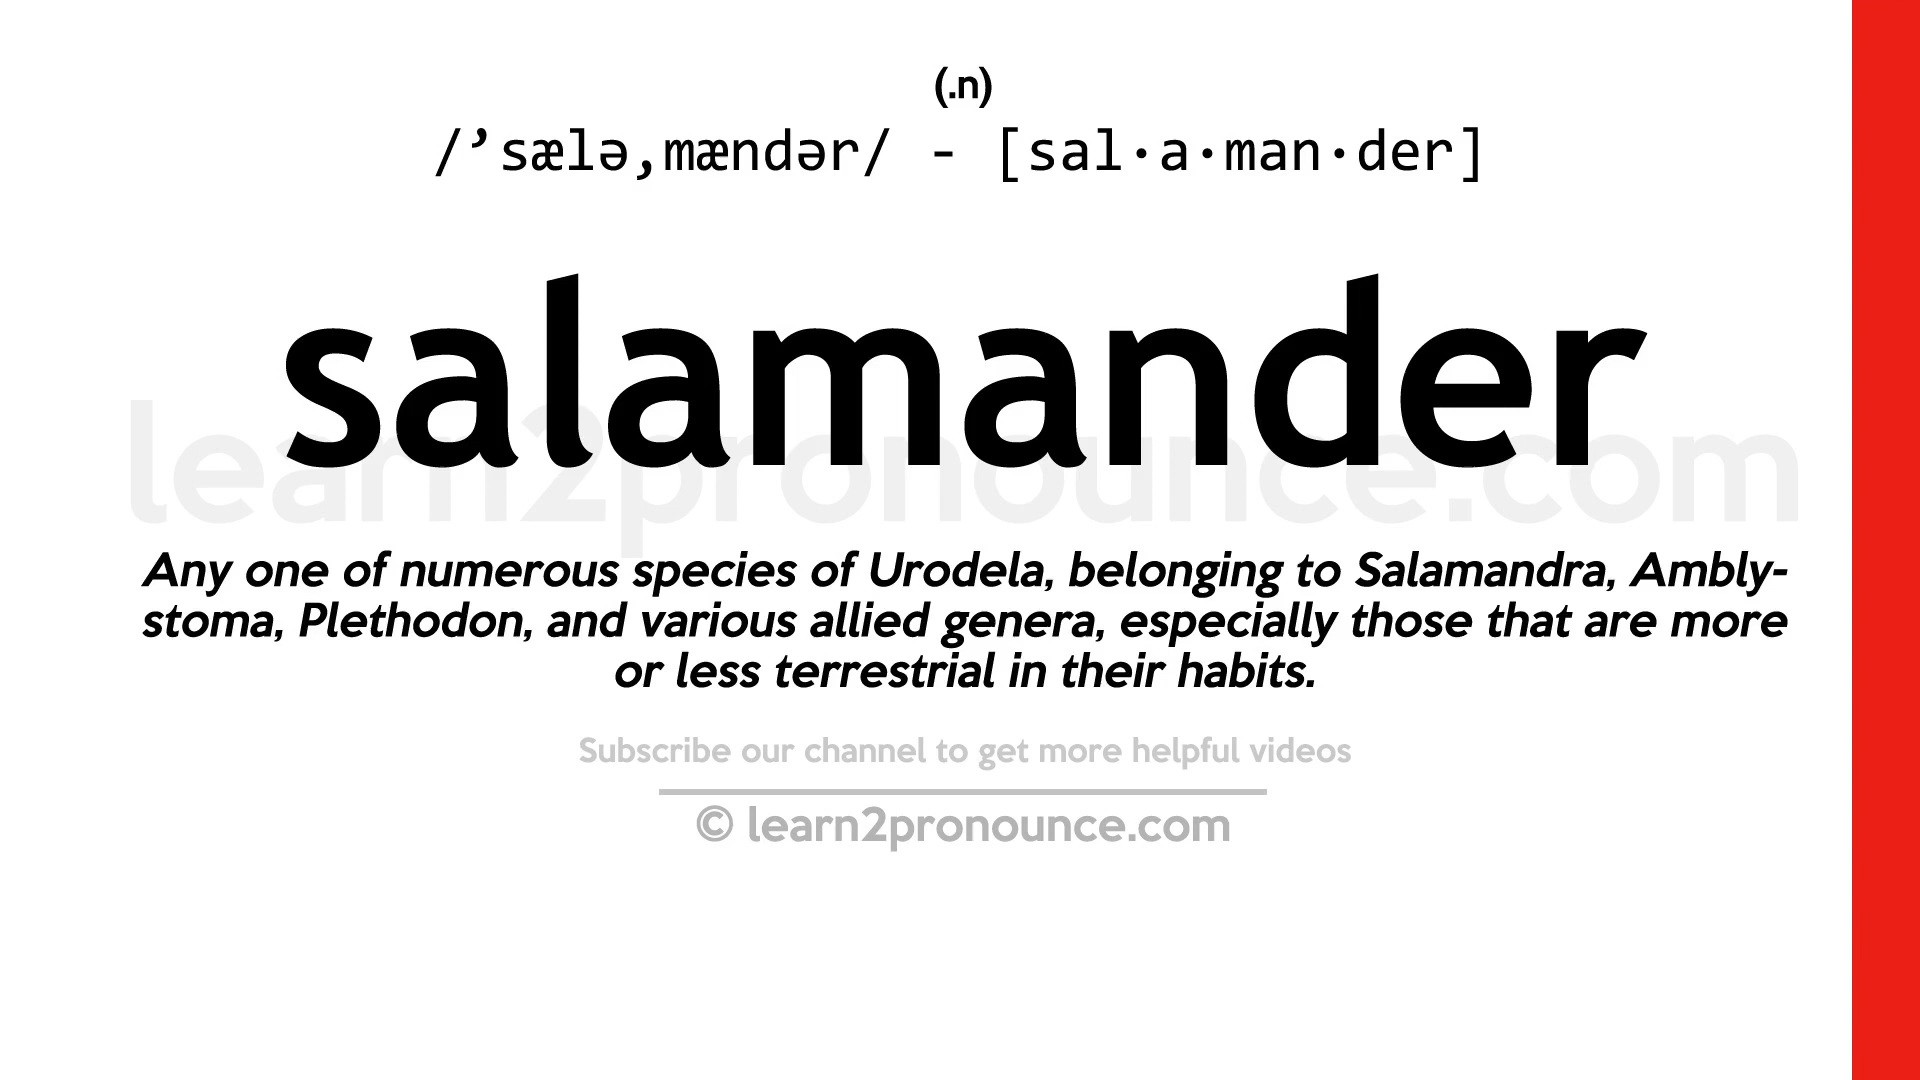 (.n)
/’sælə,mændər/ - [sal·a·man·der]
salamander
learn2pronounce.com
Any one of numerous species of Urodela, belonging to Salamandra, Ambly-
stoma, Plethodon, and various allied genera, especially those that are more
or less terrestrial in their habits.
Subscribe our channel to get more helpful videos
© learn2pronounce.com